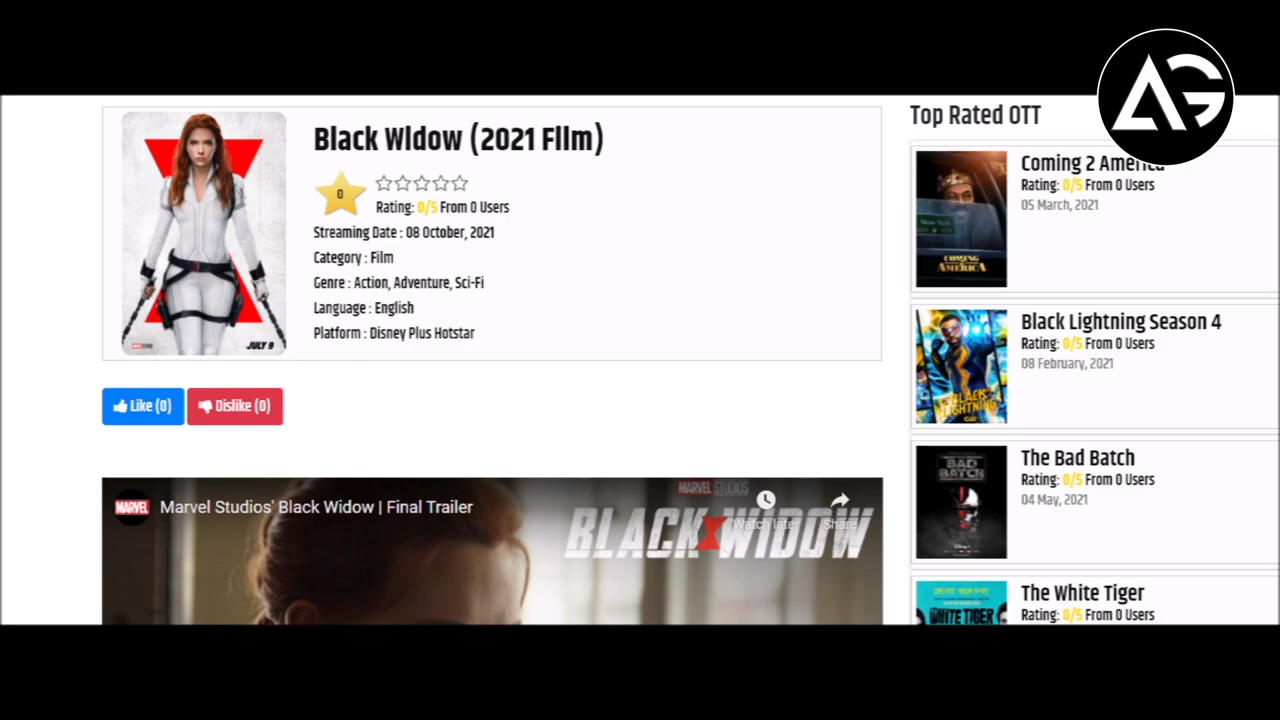 AG
Black Widow (2021 Film)
0
Rating: 0/5 From 0 Users
Streaming Date : 08 October, 2021
Category : Film
Genre : Action, Adventure, Sci-Fi
Language : English
Platform : Disney Plus Hotstar
JULY 9
Like (0) Dislike (0)
MARVEL
Marvel Studios' Black Widow | Final Trailer
MARVEL STUDIOS
BLACK WIDOW
Watch later
Share
Top Rated OTT
Coming 2 America
Rating: 0/5 From 0 Users
05 March, 2021
New York
COMING
AMERICA
Black Lightning Season 4
Rating: 0/5 From 0 Users
08 February, 2021
BLACK
LIGHTNING
The Bad Batch
Rating: 0/5 From 0 Users
04 May, 2021
BAD
BATCH
The White Tiger
Rating: 0/5 From 0 Users
WHITE TIGER